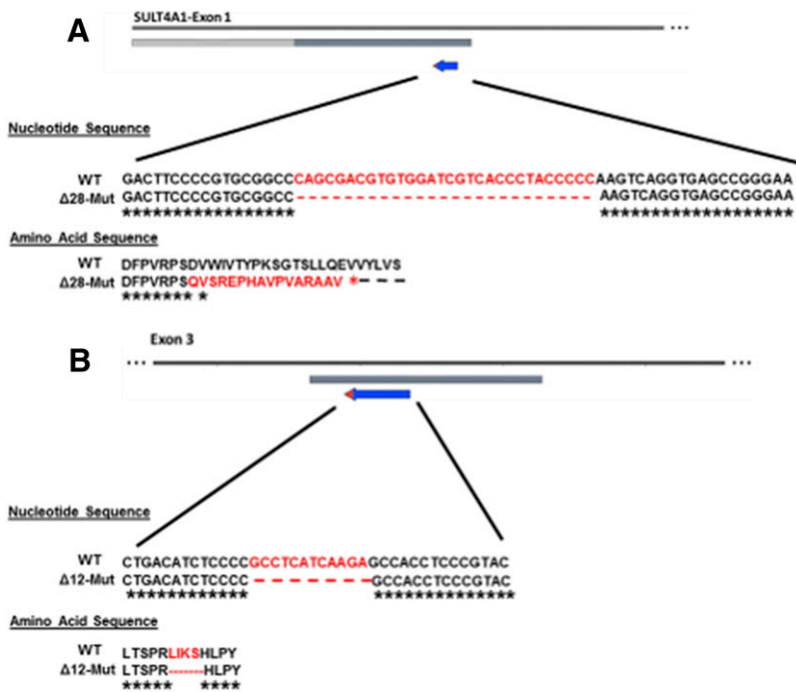 A
SULT4A1-Exon 1
...
Nucleotide Sequence
WT GACTTCCCCGTGCGGCCCAGCGACGTGTGGATCGTCACCCTACCCCCAAGTCAGGTGAGCCGGGAA
Δ28-Mut GACTTCCCCGTGCGGCC------------------------------AAGTCAGGTGAGCCGGGAA
***************** *******************
Amino Acid Sequence
WT DFPVRPSDVWIVTYPKSGTSLLQEVVYLVS
Δ28-Mut DFPVRPSQVSREPHAVPVARAAV *----
******* *
B
Exon 3
... ...
Nucleotide Sequence
WT CTGACATCTCCCCGCCTCATCAAGAGCCACCTCCCGTAC
Δ12-Mut CTGACATCTCCCC---------GCCACCTCCCGTAC
************ **************
Amino Acid Sequence
WT LTSPRLIKSHLPY
Δ12-Mut LTSPR-------HLPY
***** ****